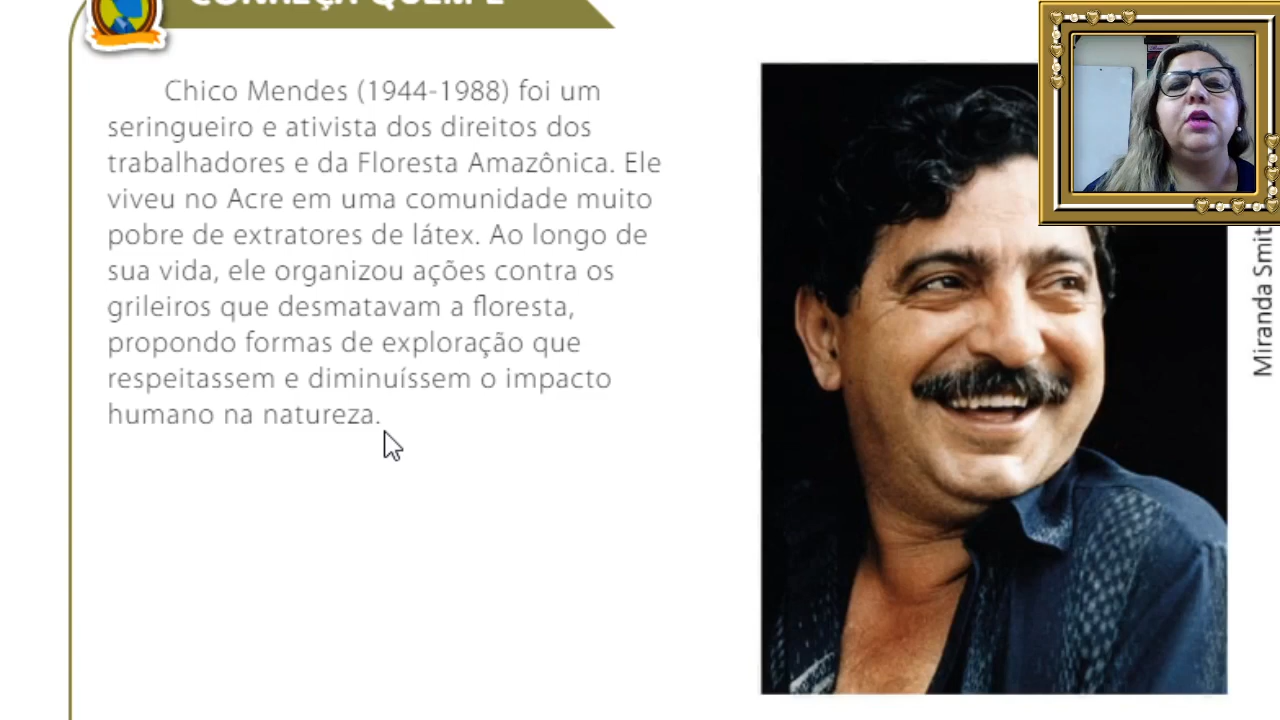 CONHEÇA QUEM É
Chico Mendes (1944-1988) foi um
seringueiro e ativista dos direitos dos
trabalhadores e da Floresta Amazônica. Ele
viveu no Acre em uma comunidade muito
pobre de extratores de látex. Ao longo de
sua vida, ele organizou ações contra os
grileiros que desmatavam a floresta,
propondo formas de exploração que
respeitassem e diminuíssem o impacto
humano na natureza.
Miranda Smit